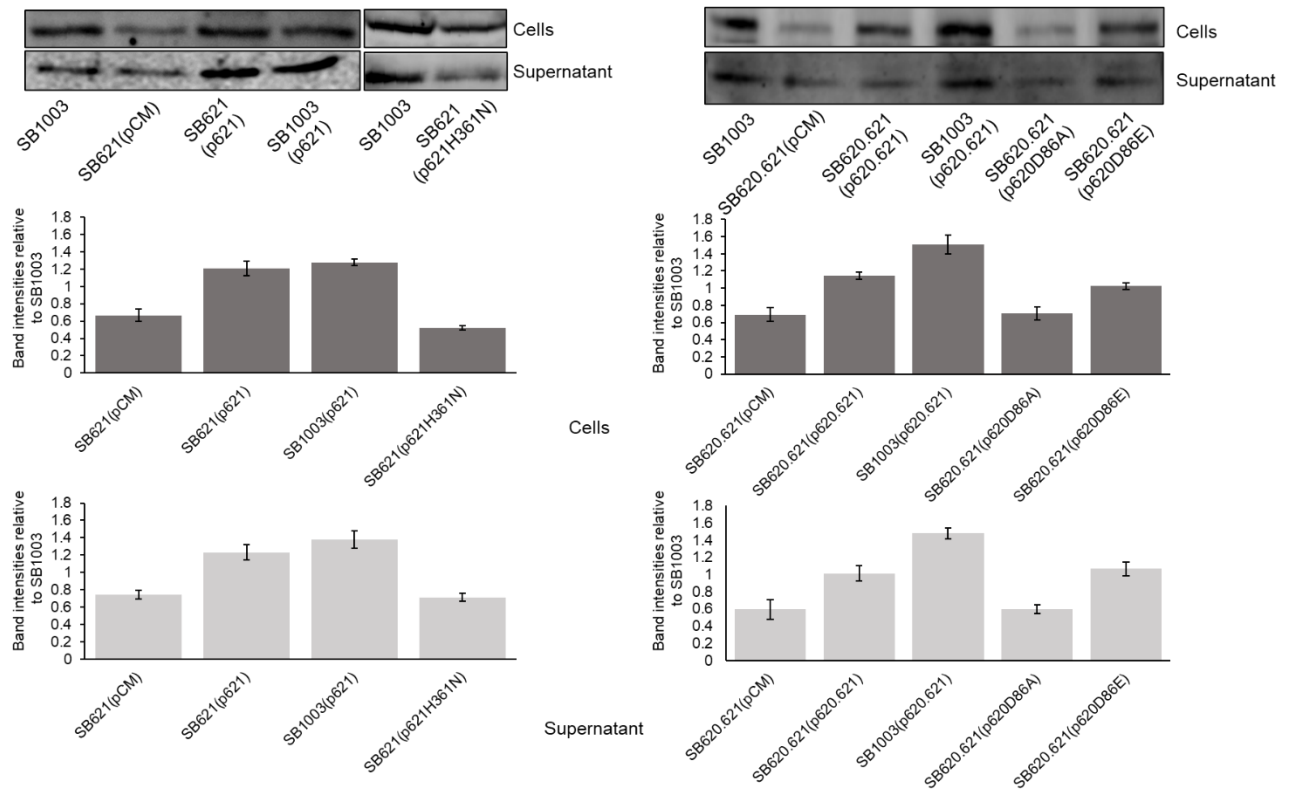 Cells
Supernatant
SB1003
SB621(pCM)
SB621
(p621)
SB1003
(p621)
SB1003
SB621
(p621H361N)
Band intensities relative
to SB1003
1.8
1.6
1.4
1.2
1
0.8
0.6
0.4
0.2
0
SB621(pCM)
SB621(p621)
SB1003(p621)
SB621(p621H361N)
Cells
Band intensities relative
to SB1003
1.8
1.6
1.4
1.2
1
0.8
0.6
0.4
0.2
0
SB621(pCM)
SB621(p621)
SB1003(p621)
SB621(p621H361N)
Supernatant
Cells
Supernatant
SB1003
SB620.621(pCM)
SB620.621
(p620.621)
SB1003
(p620.621)
SB620.621
(p620D86A)
SB620.621
(p620D86E)
Band intensities relative
to SB1003
1.8
1.6
1.4
1.2
1
0.8
0.6
0.4
0.2
0
SB620.621(pCM)
SB620.621(p620.621)
SB1003(p620.621)
SB620.621(p620D86A)
SB620.621(p620D86E)
Band intensities relative
to SB1003
1.8
1.6
1.4
1.2
1
0.8
0.6
0.4
0.2
0
SB620.621(pCM)
SB620.621(p620.621)
SB1003(p620.621)
SB620.621(p620D86A)
SB620.621(p620D86E)